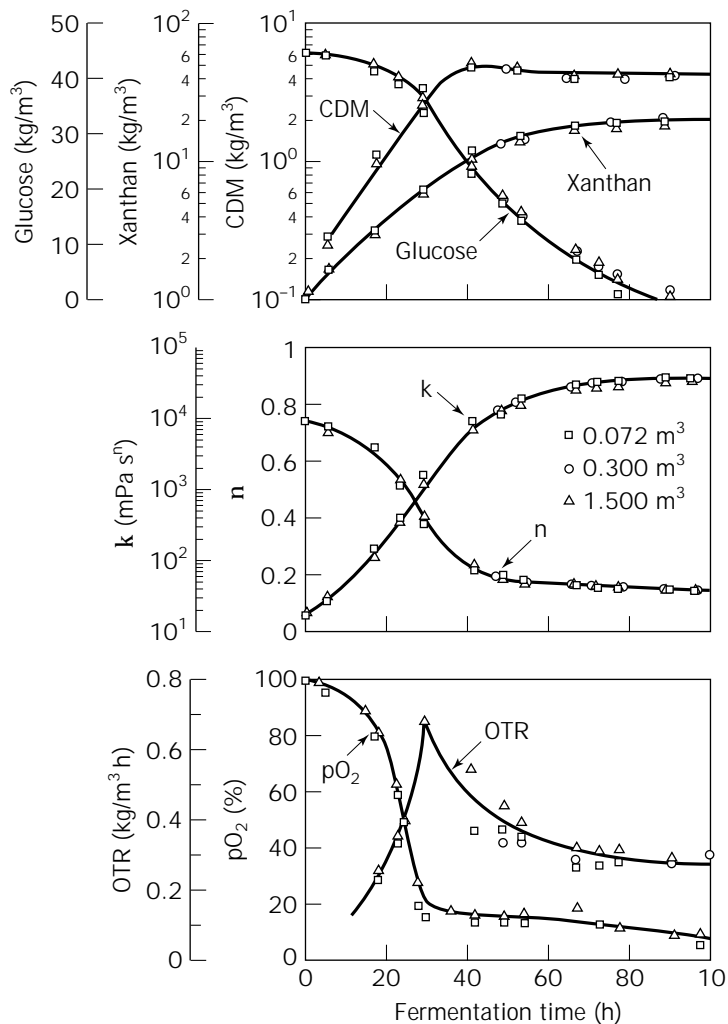 Glucose (kg/m³)
50
40
30
20
10
0
Xanthan (kg/m³)
10²
6
4
2
10¹
6
4
2
10⁰
CDM (kg/m³)
10¹
6
4
2
10⁰
6
4
2
10⁻¹
CDM
Xanthan
Glucose
k (mPa sⁿ)
10⁵
10⁴
10³
10²
10¹
n
1
0.8
0.6
0.4
0.2
0
k
n
0.072 m³
0.300 m³
1.500 m³
OTR (kg/m³ h)
0.8
0.6
0.4
0.2
0
pO₂ (%)
100
80
60
40
20
0
pO₂
OTR
0 20 40 60 80 10
Fermentation time (h)